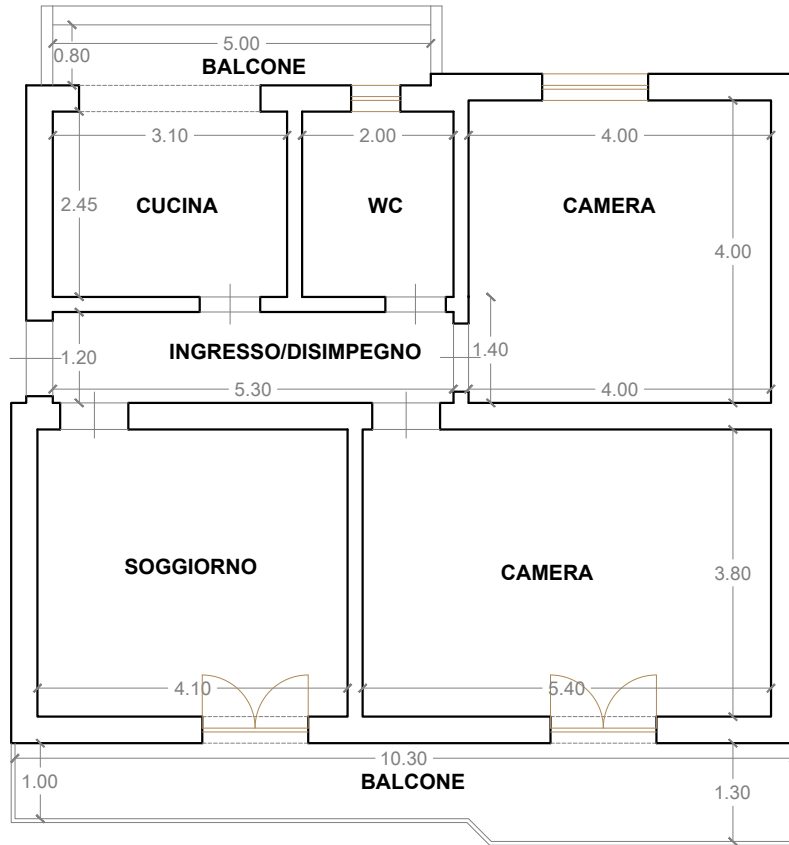 5.00
0.80
BALCONE
3.10
2.00
4.00
2.45
CUCINA
WC
CAMERA
4.00
1.20
INGRESSO/DISIMPEGNO
1.40
5.30
4.00
SOGGIORNO
CAMERA
3.80
4.10
5.40
10.30
1.00
BALCONE
1.30